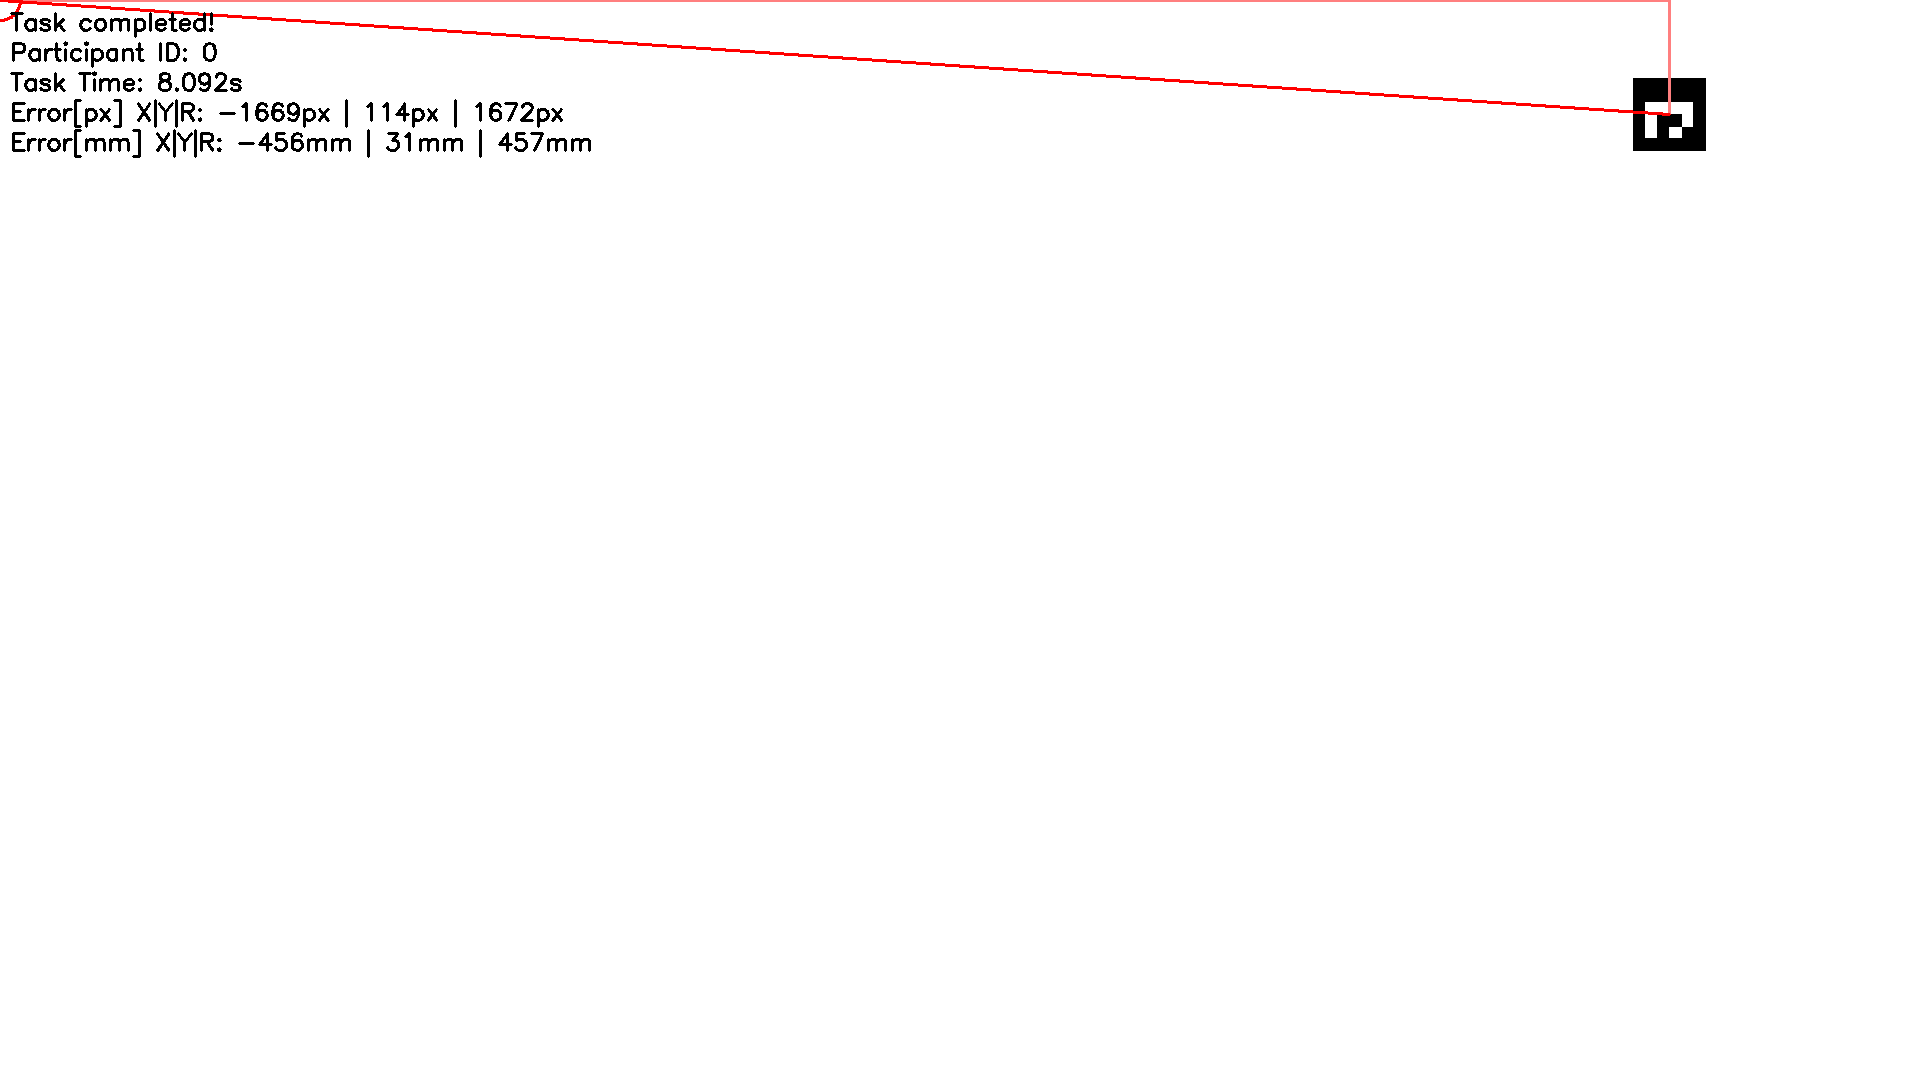 Task completed!
Participant ID: 0
Task Time: 8.092s
Error[px] X|Y|R: -1669px | 114px | 1672px
Error[mm] X|Y|R: -456mm | 31mm | 457mm